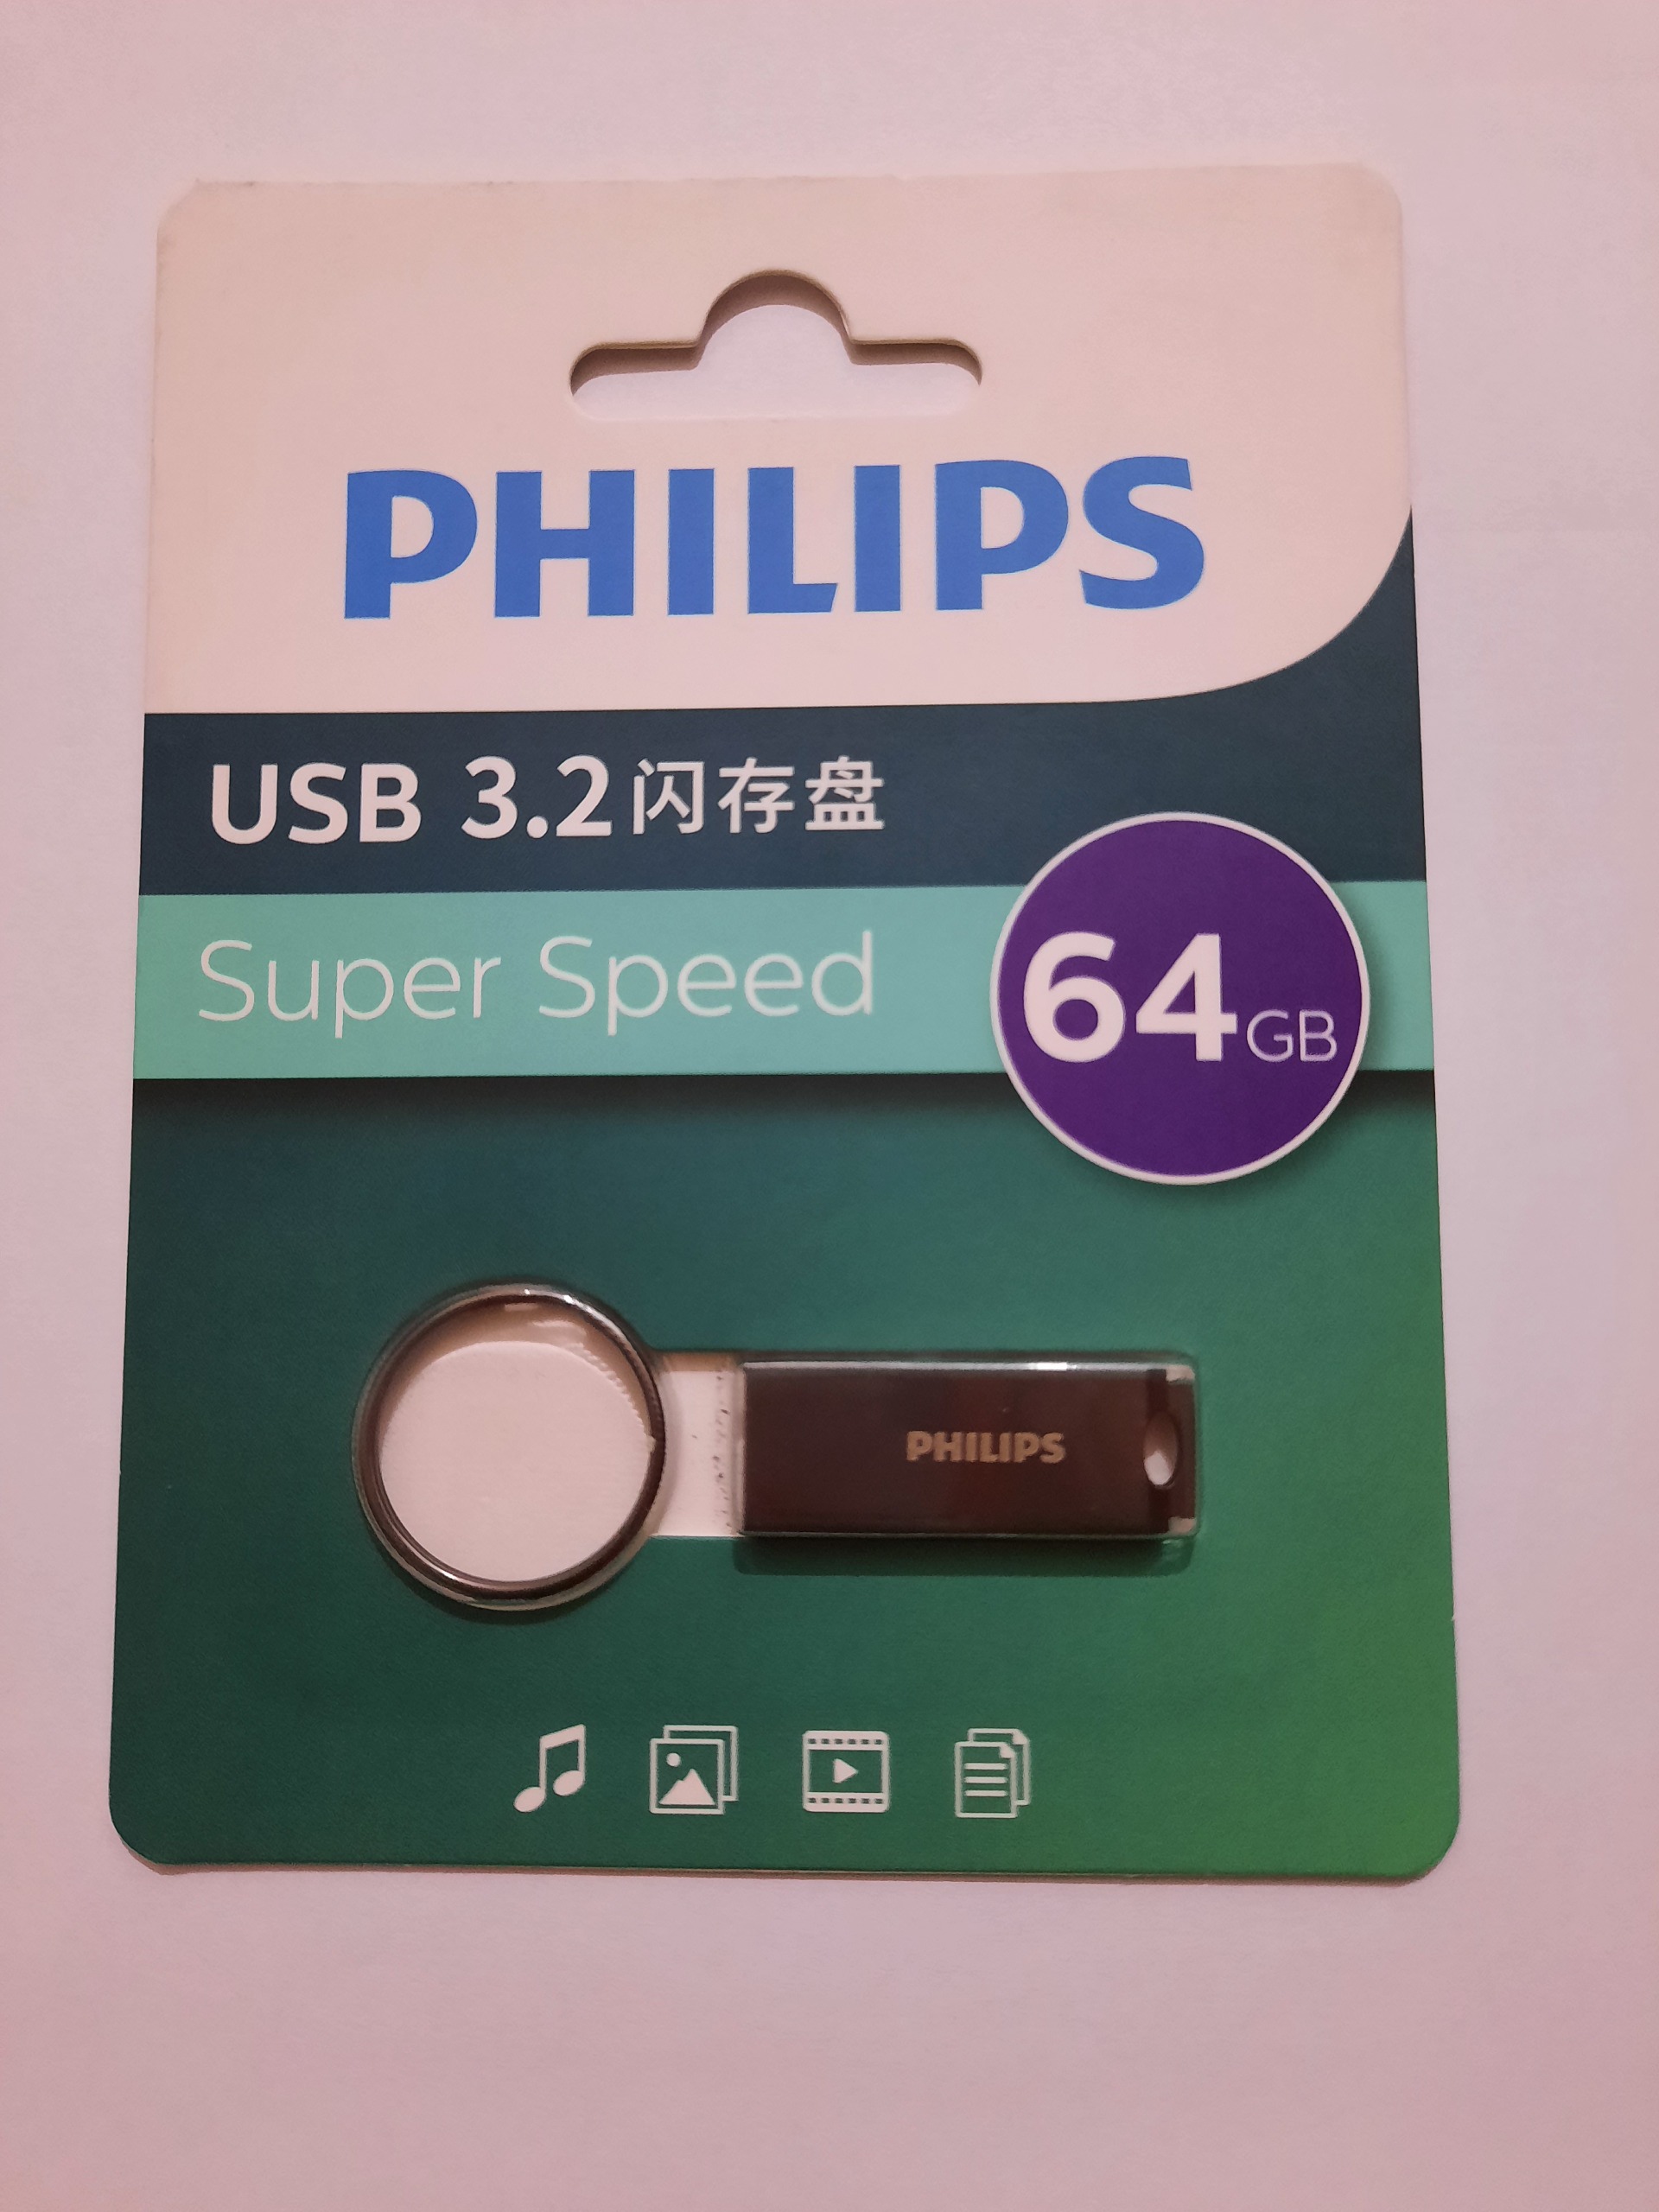 PHILIPS
USB 3.2闪存盘
Super Speed
64GB
PHILIPS